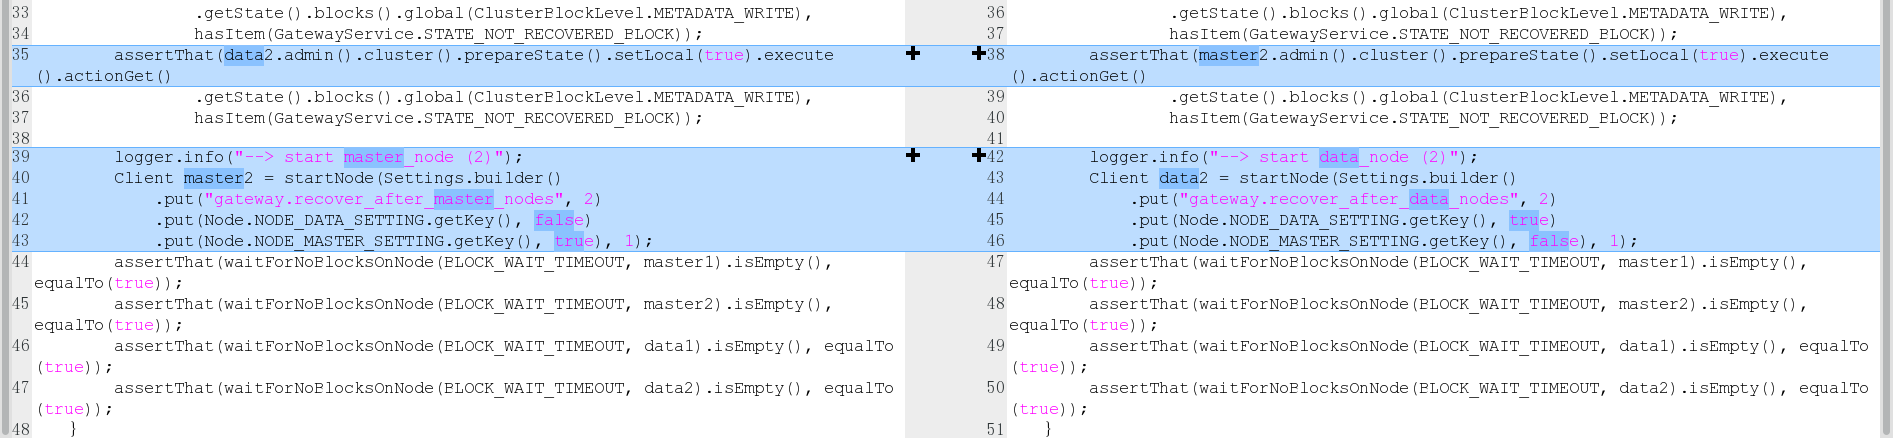 33                .getState().blocks().global(ClusterBlockLevel.METADATA_WRITE),
34                hasItem(GatewayService.STATE_NOT_RECOVERED_BLOCK));
35        assertThat(data2.admin().cluster().prepareState().setLocal(true).execute
().actionGet()
36                .getState().blocks().global(ClusterBlockLevel.METADATA_WRITE),
37                hasItem(GatewayService.STATE_NOT_RECOVERED_BLOCK));
38
39        logger.info("--> start master_node (2)");
40        Client master2 = startNode(Settings.builder()
41            .put("gateway.recover_after_master_nodes", 2)
42            .put(Node.NODE_DATA_SETTING.getKey(), false)
43            .put(Node.NODE_MASTER_SETTING.getKey(), true), 1);
44        assertThat(waitForNoBlocksOnNode(BLOCK_WAIT_TIMEOUT, master1).isEmpty(),
equalTo(true));
45        assertThat(waitForNoBlocksOnNode(BLOCK_WAIT_TIMEOUT, master2).isEmpty(),
equalTo(true));
46        assertThat(waitForNoBlocksOnNode(BLOCK_WAIT_TIMEOUT, data1).isEmpty(), equalTo
(true));
47        assertThat(waitForNoBlocksOnNode(BLOCK_WAIT_TIMEOUT, data2).isEmpty(), equalTo
(true));
48    }
36                .getState().blocks().global(ClusterBlockLevel.METADATA_WRITE),
37                hasItem(GatewayService.STATE_NOT_RECOVERED_BLOCK));
38        assertThat(master2.admin().cluster().prepareState().setLocal(true).execute
().actionGet()
39                .getState().blocks().global(ClusterBlockLevel.METADATA_WRITE),
40                hasItem(GatewayService.STATE_NOT_RECOVERED_BLOCK));
41
42        logger.info("--> start data_node (2)");
43        Client data2 = startNode(Settings.builder()
44            .put("gateway.recover_after_data_nodes", 2)
45            .put(Node.NODE_DATA_SETTING.getKey(), true)
46            .put(Node.NODE_MASTER_SETTING.getKey(), false), 1);
47        assertThat(waitForNoBlocksOnNode(BLOCK_WAIT_TIMEOUT, master1).isEmpty(),
equalTo(true));
48        assertThat(waitForNoBlocksOnNode(BLOCK_WAIT_TIMEOUT, master2).isEmpty(),
equalTo(true));
49        assertThat(waitForNoBlocksOnNode(BLOCK_WAIT_TIMEOUT, data1).isEmpty(), equalTo
(true));
50        assertThat(waitForNoBlocksOnNode(BLOCK_WAIT_TIMEOUT, data2).isEmpty(), equalTo
(true));
51    }